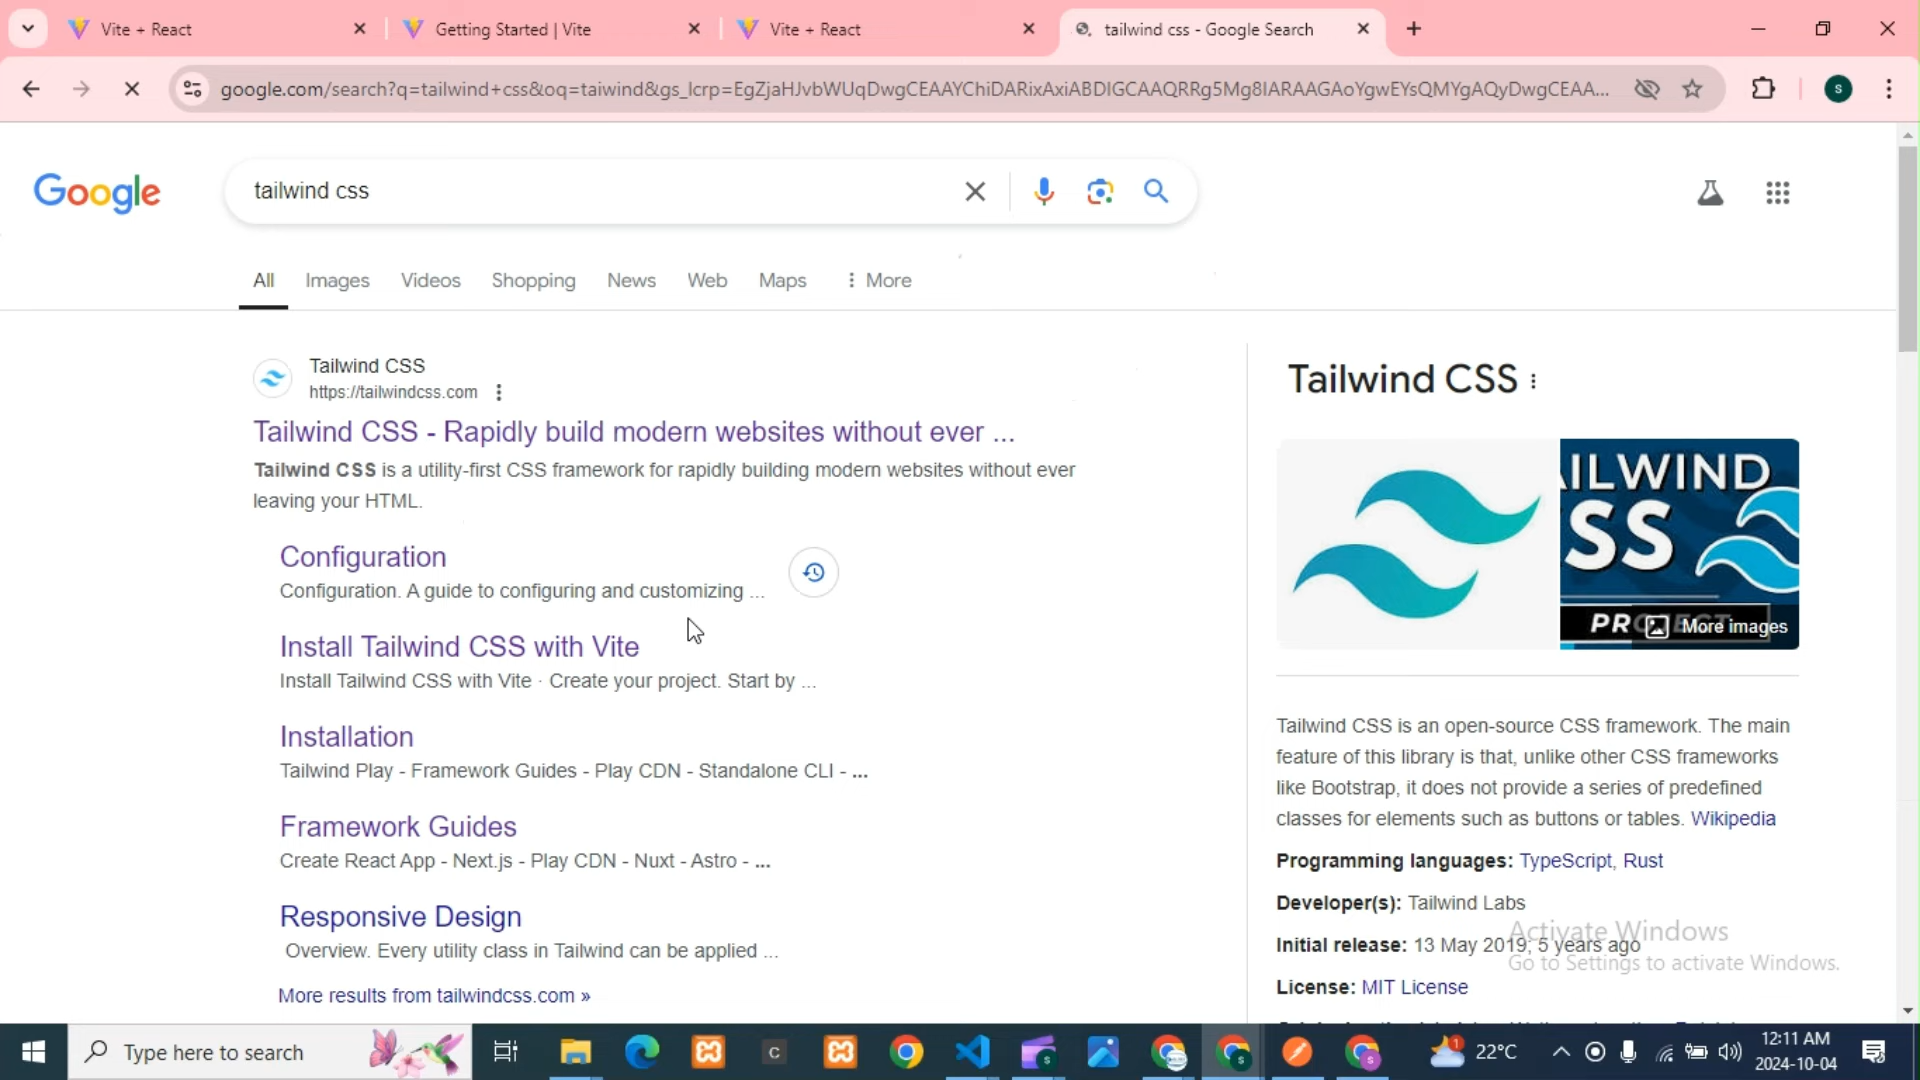 Vite + React
Getting Started | Vite
Vite + React
tailwind css - Google Search
google.com/search?q=tailwind+css&oq=taiwind&gs_lcrp=EgZjaHJvbWUqDwgCEAAYChiDARixAxiABDIGCAAQRRg5Mg8IARAAGAoYgwEYsQMYgAQyDwgCEAA...
S
Google
tailwind css
All Images Videos Shopping News Web Maps More
Tailwind CSS
https://tailwindcss.com
Tailwind CSS - Rapidly build modern websites without ever ...
Tailwind CSS is a utility-first CSS framework for rapidly building modern websites without ever
leaving your HTML.
Configuration
Configuration. A guide to configuring and customizing ...
Install Tailwind CSS with Vite
Install Tailwind CSS with Vite · Create your project. Start by ...
Installation
Tailwind Play - Framework Guides - Play CDN - Standalone CLI - ...
Framework Guides
Create React App - Next.js - Play CDN - Nuxt - Astro - ...
Responsive Design
Overview. Every utility class in Tailwind can be applied ...
More results from tailwindcss.com »
Tailwind CSS
AILWIND
CSS
PROJECT
More images
Tailwind CSS is an open-source CSS framework. The main
feature of this library is that, unlike other CSS frameworks
like Bootstrap, it does not provide a series of predefined
classes for elements such as buttons or tables. Wikipedia
Programming languages: TypeScript, Rust
Developer(s): Tailwind Labs
Initial release: 13 May 2019; 5 years ago
License: MIT License
Activate Windows
Go to Settings to activate Windows.
Type here to search
22°C
12:11 AM
2024-10-04